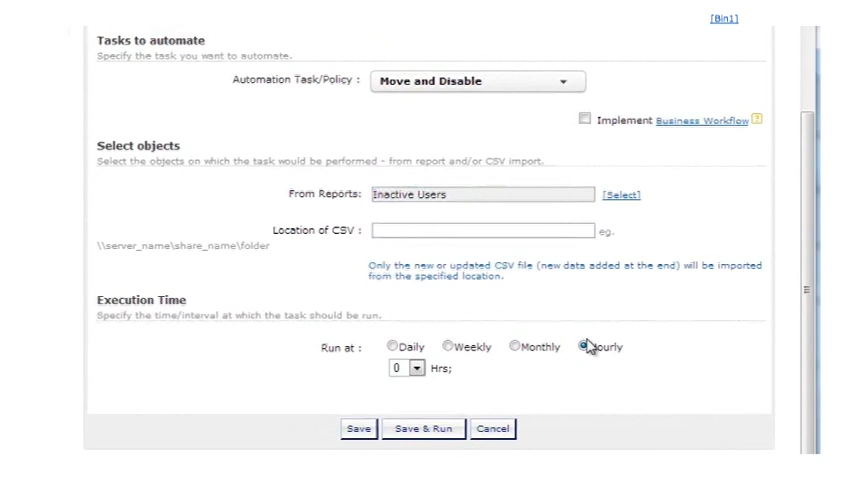 [Bin1]
Tasks to automate
Specify the task you want to automate.
Automation Task/Policy : Move and Disable
Implement Business Workflow ?
Select objects
Select the objects on which the task would be performed - from report and/or CSV import.
From Reports: Inactive Users [Select]
Location of CSV : eg.
\\server_name\share_name\folder
Only the new or updated CSV file (new data added at the end) will be imported
from the specified location.
Execution Time
Specify the time/interval at which the task should be run.
Run at : Daily Weekly Monthly Hourly
0 Hrs;
Save Save & Run Cancel